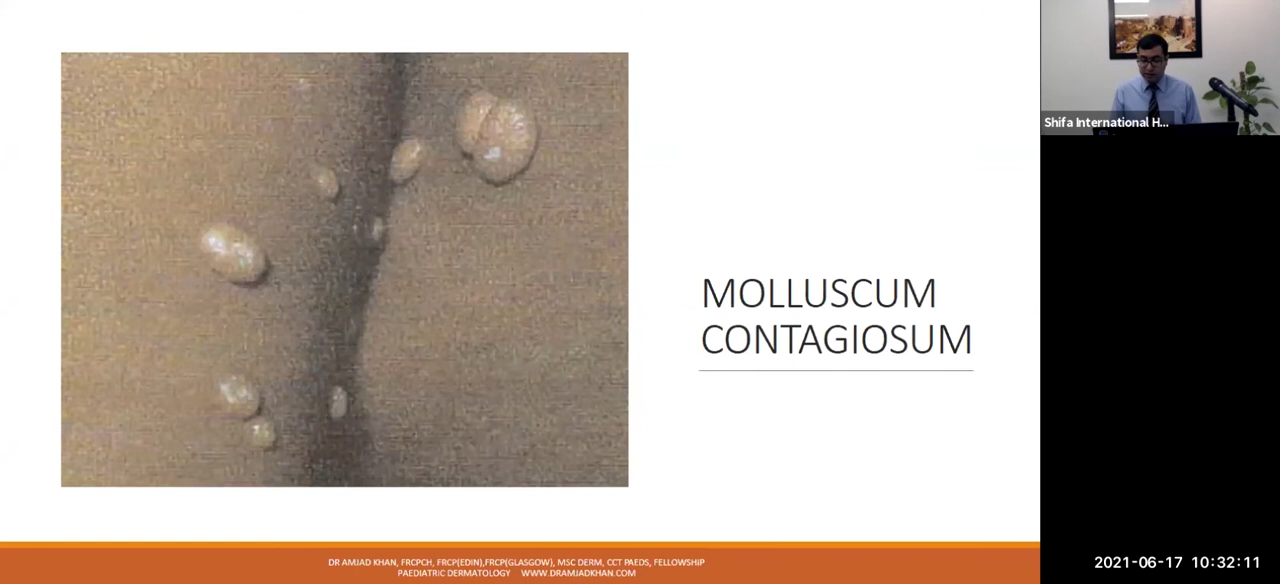 MOLLUSCUM
CONTAGIOSUM
Shifa International H...
DR AMJAD KHAN, FRCPCH, FRCP(EDIN),FRCP(GLASGOW), MSC DERM, CCT PAEDS, FELLOWSHIP
PAEDIATRIC DERMATOLOGY WWW.DRAMJADKHAN.COM
2021-06-17 10:32:11